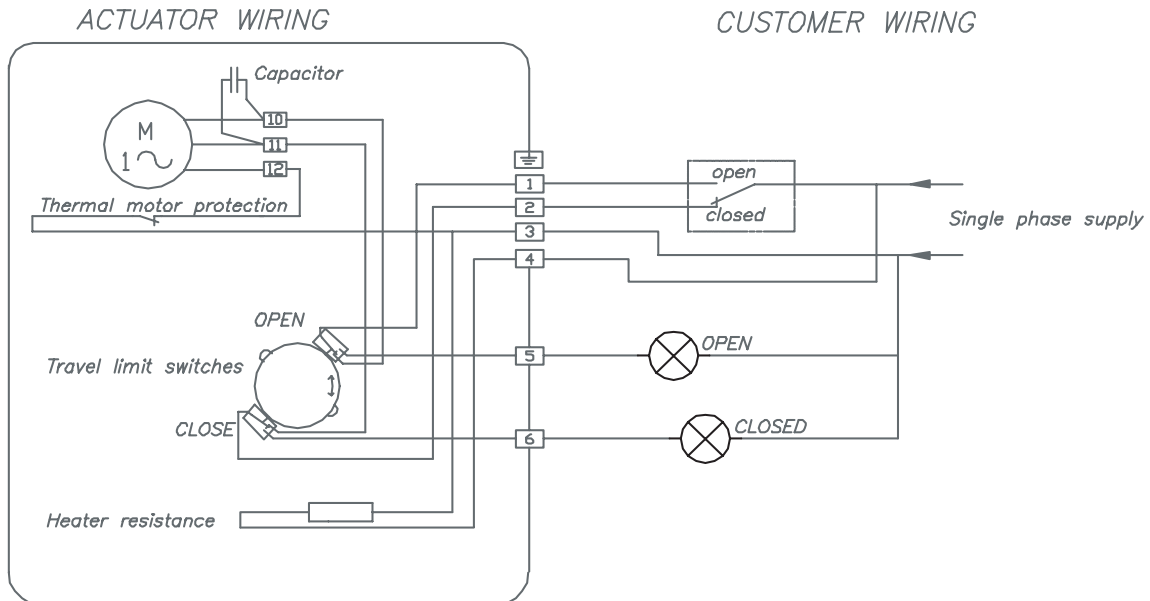 ACTUATOR WIRING
CUSTOMER WIRING
Capacitor
M
1
10
11
12
Thermal motor protection
1
2
3
4
open
closed
Single phase supply
OPEN
Travel limit switches
CLOSE
5
OPEN
6
CLOSED
Heater resistance